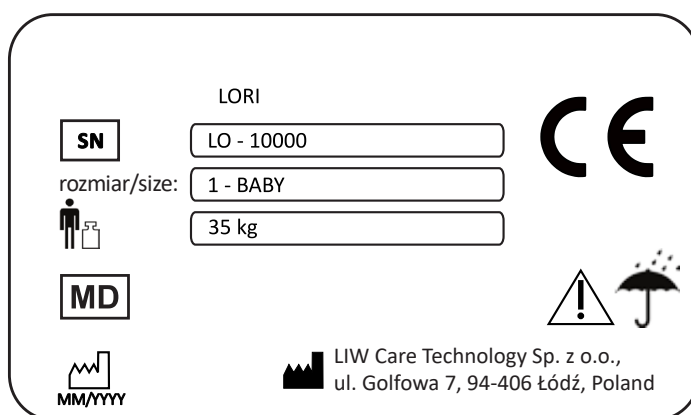 LORI
SN
LO - 10000
rozmiar/size:
1 - BABY
35 kg
MD
MM/YYYY
LIW Care Technology Sp. z o.o.,
ul. Golfowa 7, 94-406 Łódź, Poland
CE